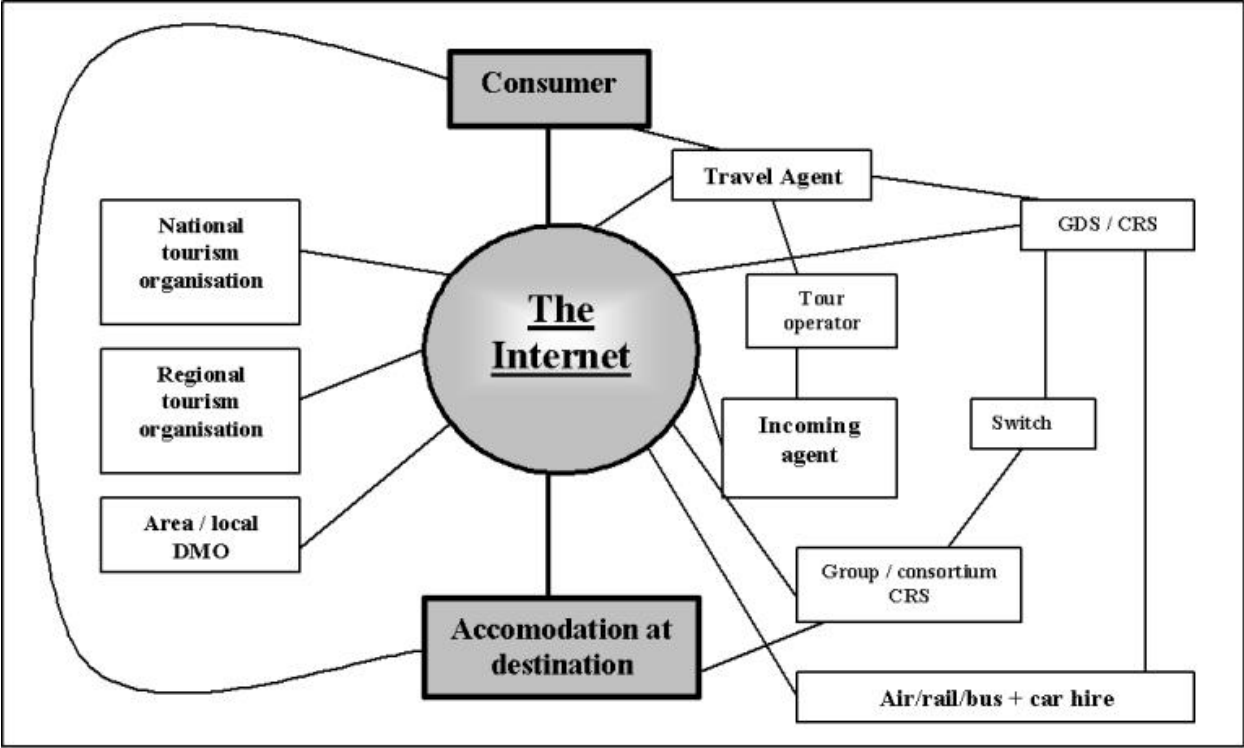 Consumer
Travel Agent
National
tourism
organisation
GDS / CRS
The
Internet
Tour
operator
Regional
tourism
organisation
Incoming
agent
Switch
Area / local
DMO
Group / consortium
CRS
Accomodation at
destination
Air/rail/bus + car hire